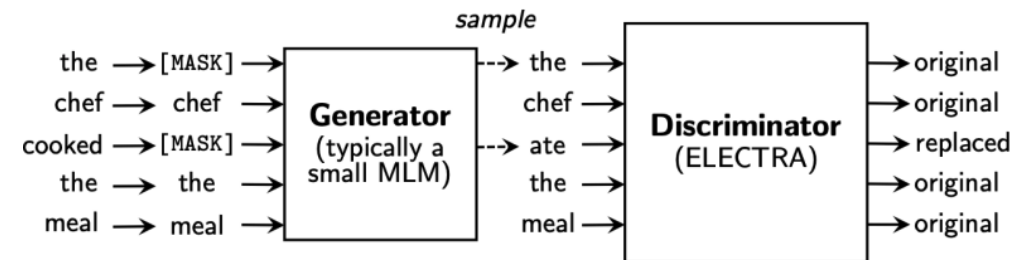 sample
the [MASK] the original
chef chef chef original
cooked [MASK] ate replaced
the the the original
meal meal meal original
Generator
(typically a
small MLM)
Discriminator
(ELECTRA)